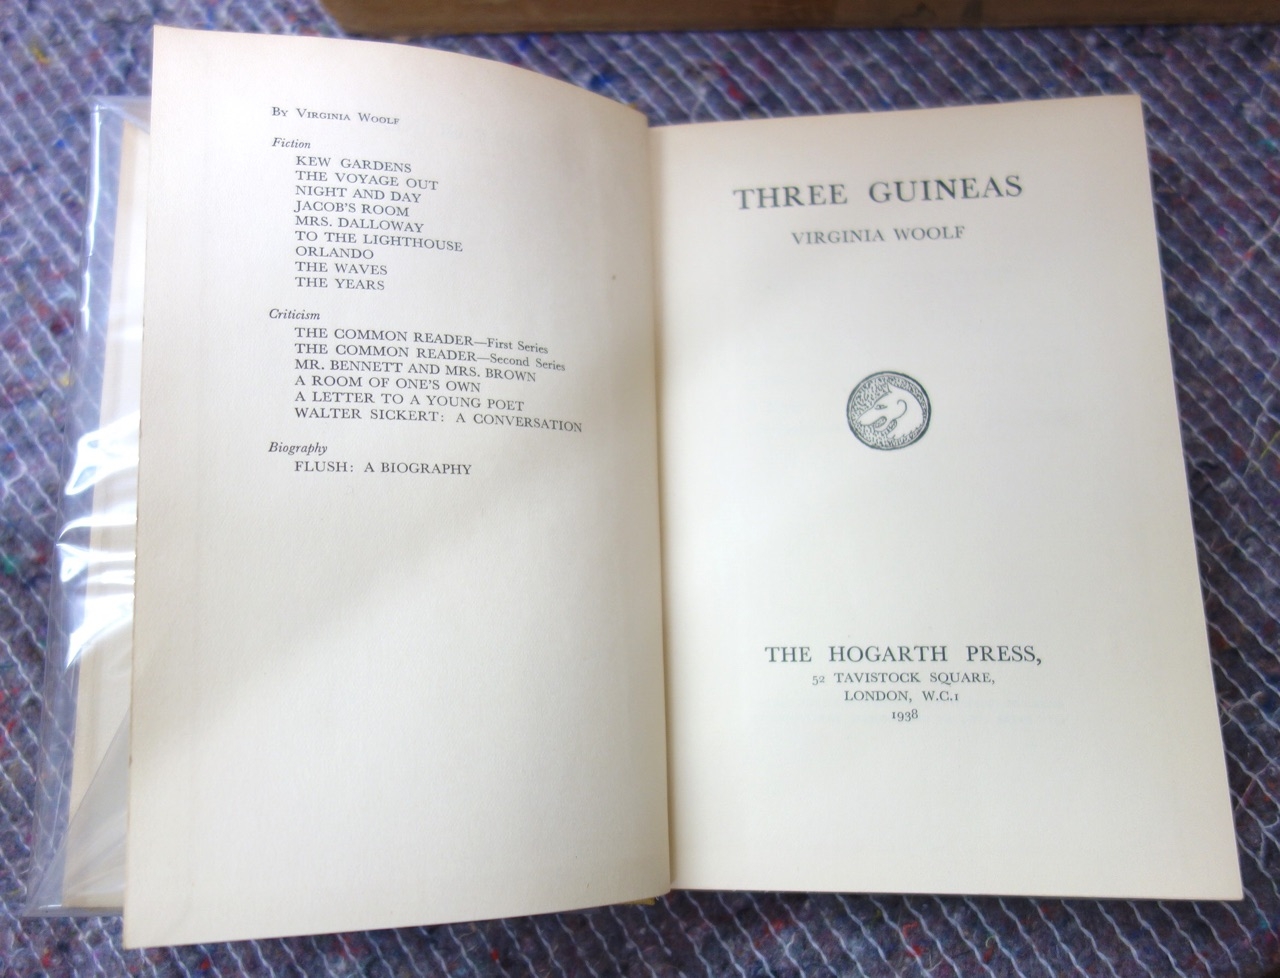 By Virginia Woolf
Fiction
KEW GARDENS
THE VOYAGE OUT
NIGHT AND DAY
JACOB'S ROOM
MRS. DALLOWAY
TO THE LIGHTHOUSE
ORLANDO
THE WAVES
THE YEARS
Criticism
THE COMMON READER—First Series
THE COMMON READER—Second Series
MR. BENNETT AND MRS. BROWN
A ROOM OF ONE'S OWN
A LETTER TO A YOUNG POET
WALTER SICKERT: A CONVERSATION
Biography
FLUSH: A BIOGRAPHY
THREE GUINEAS
VIRGINIA WOOLF
THE HOGARTH PRESS,
52 TAVISTOCK SQUARE,
LONDON, W.C.1
1938